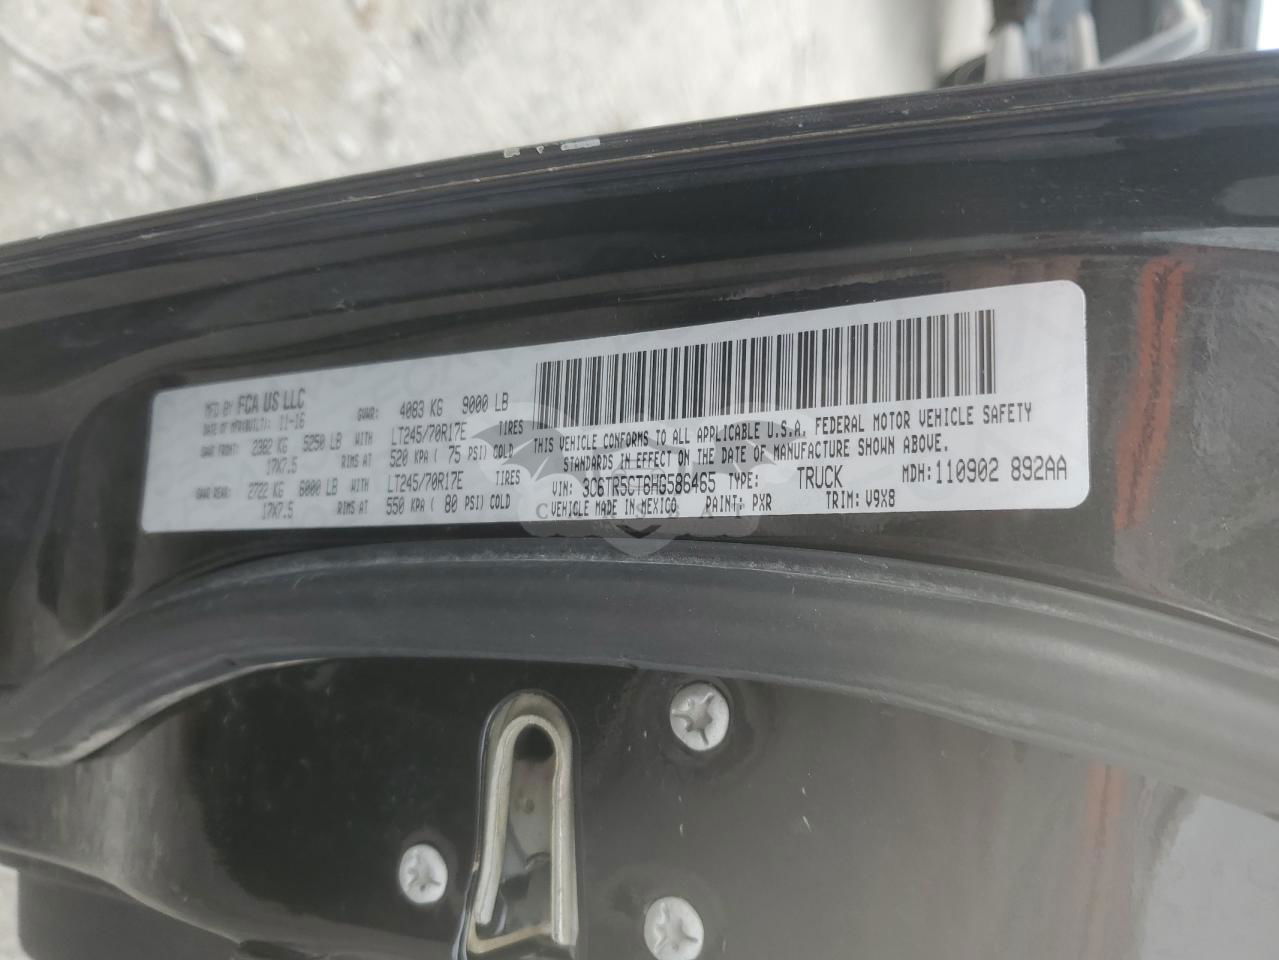 MFD BY FCA US LLC
DATE OF MFR(BUILT): 11-16 GVWR: 4083 KG 9000 LB
GAWR FRONT: 2382 KG 5250 LB WITH LT245/70R17E TIRES
17X7.5 RIMS AT 520 KPA ( 75 PSI) COLD
GAWR REAR: 2722 KG 6000 LB WITH LT245/70R17E TIRES
17X7.5 RIMS AT 550 KPA ( 80 PSI) COLD
THIS VEHICLE CONFORMS TO ALL APPLICABLE U.S.A. FEDERAL MOTOR VEHICLE SAFETY
STANDARDS IN EFFECT ON THE DATE OF MANUFACTURE SHOWN ABOVE.
VIN: 3C6TR5CT6HG586465 TYPE: TRUCK MDH:110902 892AA
VEHICLE MADE IN MEXICO PAINT: PXR TRIM: V9X8